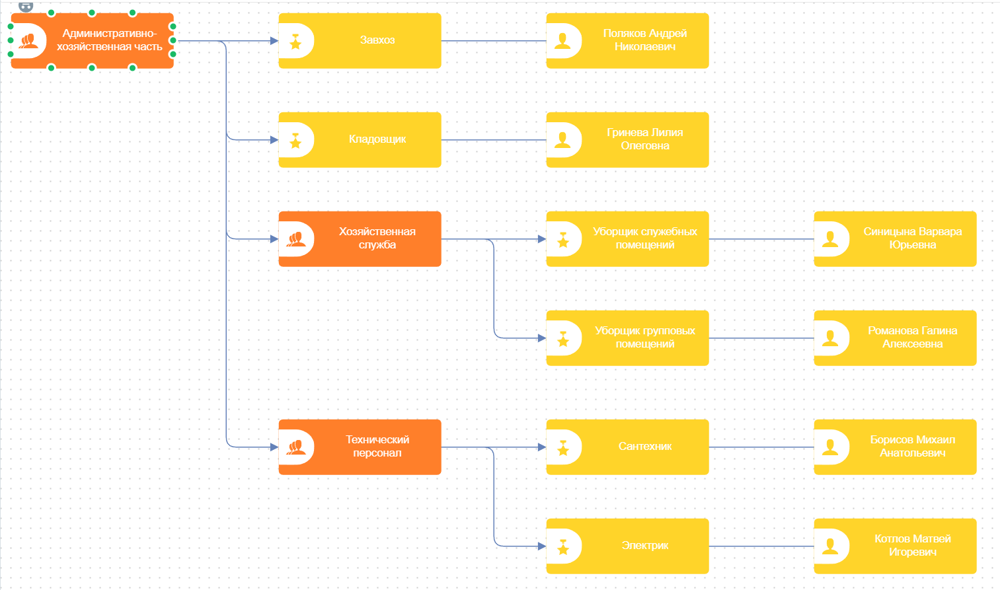 Административно-
хозяйственная часть
Завхоз
Поляков Андрей
Николаевич
Кладовщик
Гринева Лилия
Олеговна
Хозяйственная
служба
Уборщик служебных
помещений
Синицына Варвара
Юрьевна
Уборщик групповых
помещений
Романова Галина
Алексеевна
Технический
персонал
Сантехник
Борисов Михаил
Анатольевич
Электрик
Котлов Матвей
Игоревич